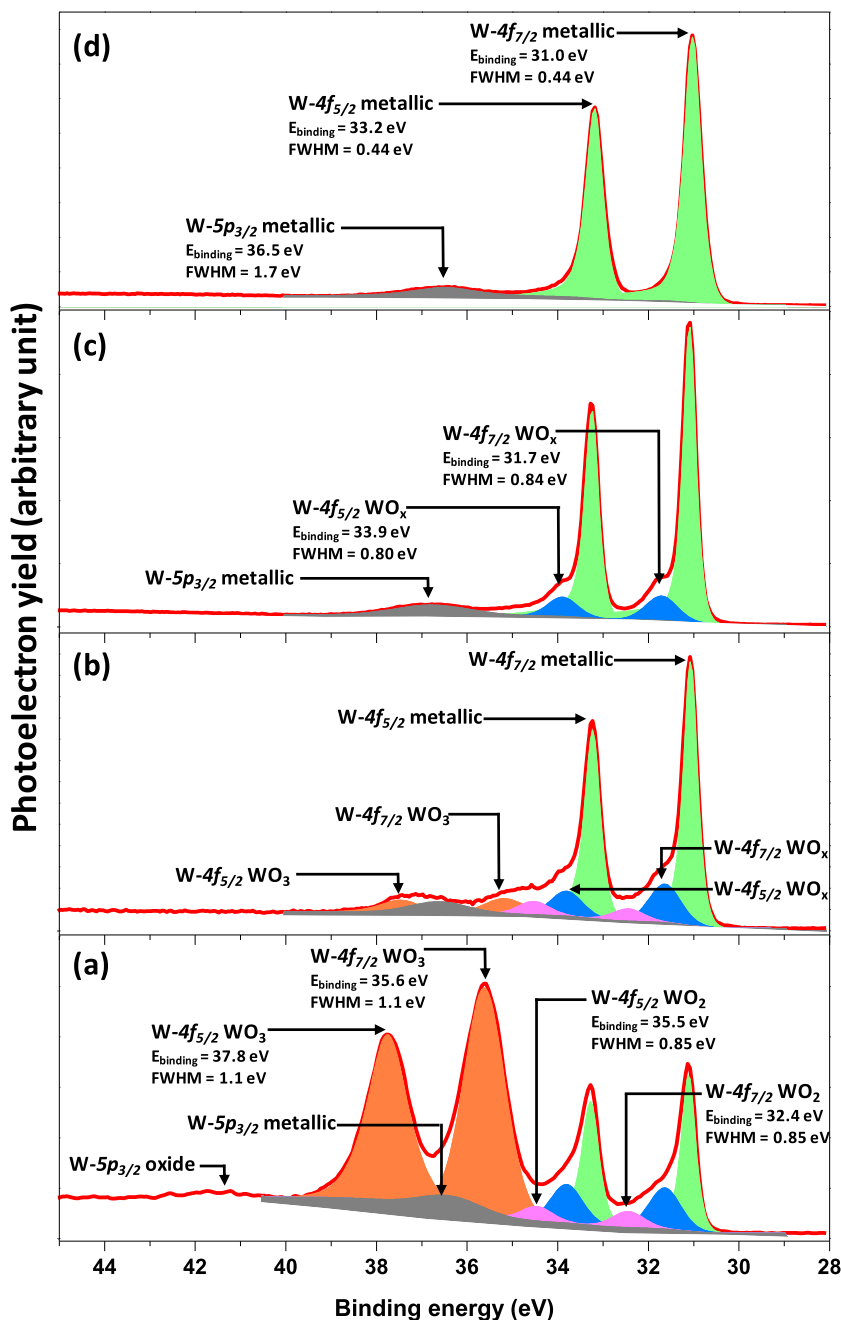 Photoelectron yield (arbitrary unit)
(d)
W-4f7/2 metallic
Ebinding = 31.0 eV
FWHM = 0.44 eV
W-4f5/2 metallic
Ebinding = 33.2 eV
FWHM = 0.44 eV
W-5p3/2 metallic
Ebinding = 36.5 eV
FWHM = 1.7 eV
(c)
W-4f7/2 WOx
Ebinding = 31.7 eV
FWHM = 0.84 eV
W-4f5/2 WOx
Ebinding = 33.9 eV
FWHM = 0.80 eV
W-5p3/2 metallic
(b)
W-4f7/2 metallic
W-4f5/2 metallic
W-4f7/2 WO3
W-4f5/2 WO3
W-4f7/2 WOx
W-4f5/2 WOx
(a)
W-4f7/2 WO3
Ebinding = 35.6 eV
FWHM = 1.1 eV
W-4f5/2 WO3
Ebinding = 37.8 eV
FWHM = 1.1 eV
W-4f5/2 WO2
Ebinding = 35.5 eV
FWHM = 0.85 eV
W-4f7/2 WO2
Ebinding = 32.4 eV
FWHM = 0.85 eV
W-5p3/2 metallic
W-5p3/2 oxide
44 42 40 38 36 34 32 30 28
Binding energy (eV)